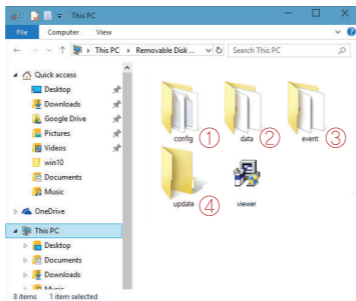 This PC
File Computer View
This PC Removable Disk ... Search This PC
Quick access
Desktop
Downloads
Google Drive
Pictures
Videos
win10
Documents
Music
OneDrive
This PC
Desktop
Documents
Downloads
config ① data ② event ③
update ④ viewer
8 items 1 item selected